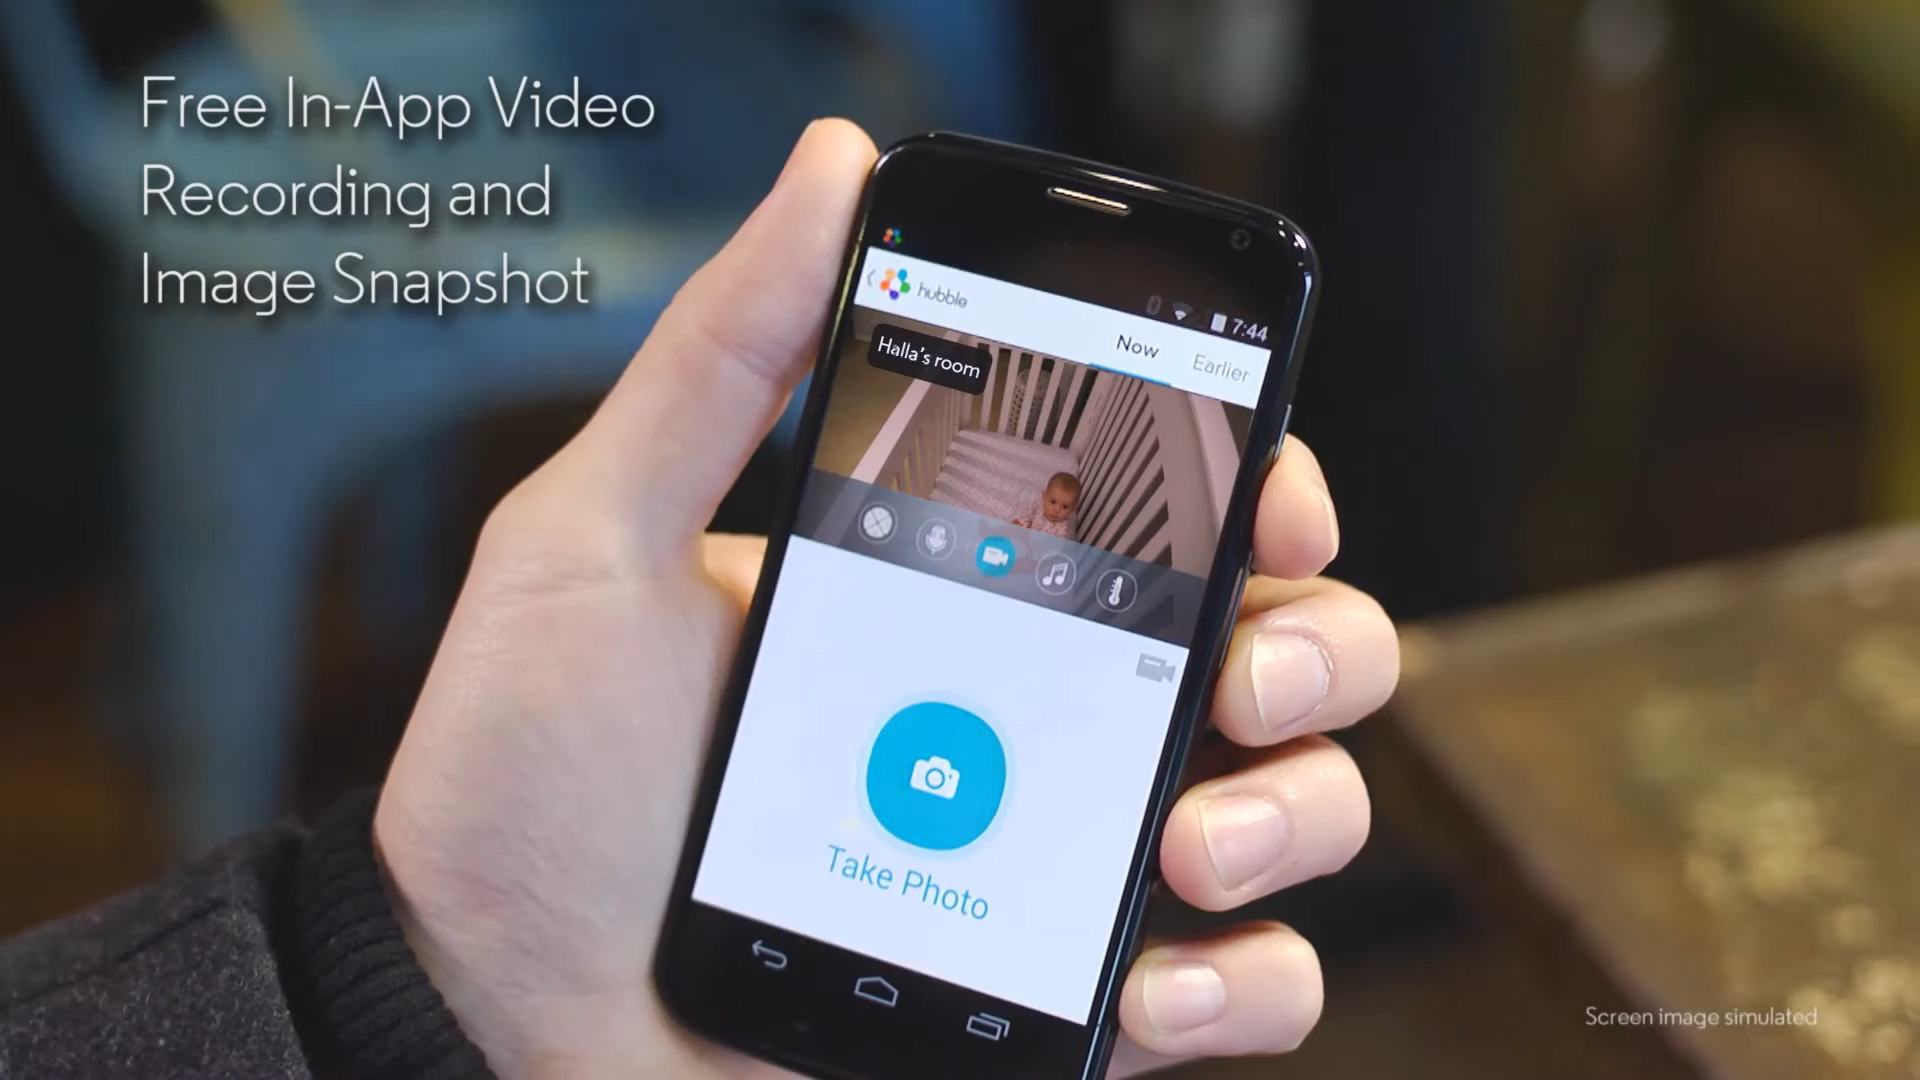 Free In-App Video
Recording and
Image Snapshot
hubble
7:44
Now
Earlier
Halla's room
Take Photo
Screen image simulated